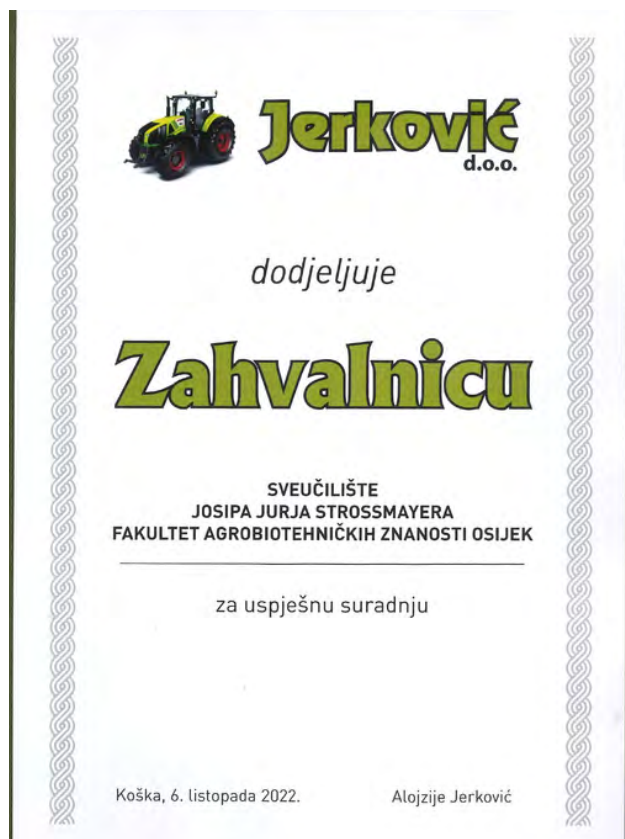 Jerković
d.o.o.
dodjeljuje
Zahvalnicu
SVEUČILIŠTE
JOSIPA JURJA STROSSMAYERA
FAKULTET AGROBIOTEHNIČKIH ZNANOSTI OSIJEK
za uspješnu suradnju
Koška, 6. listopada 2022.
Alojzije Jerković